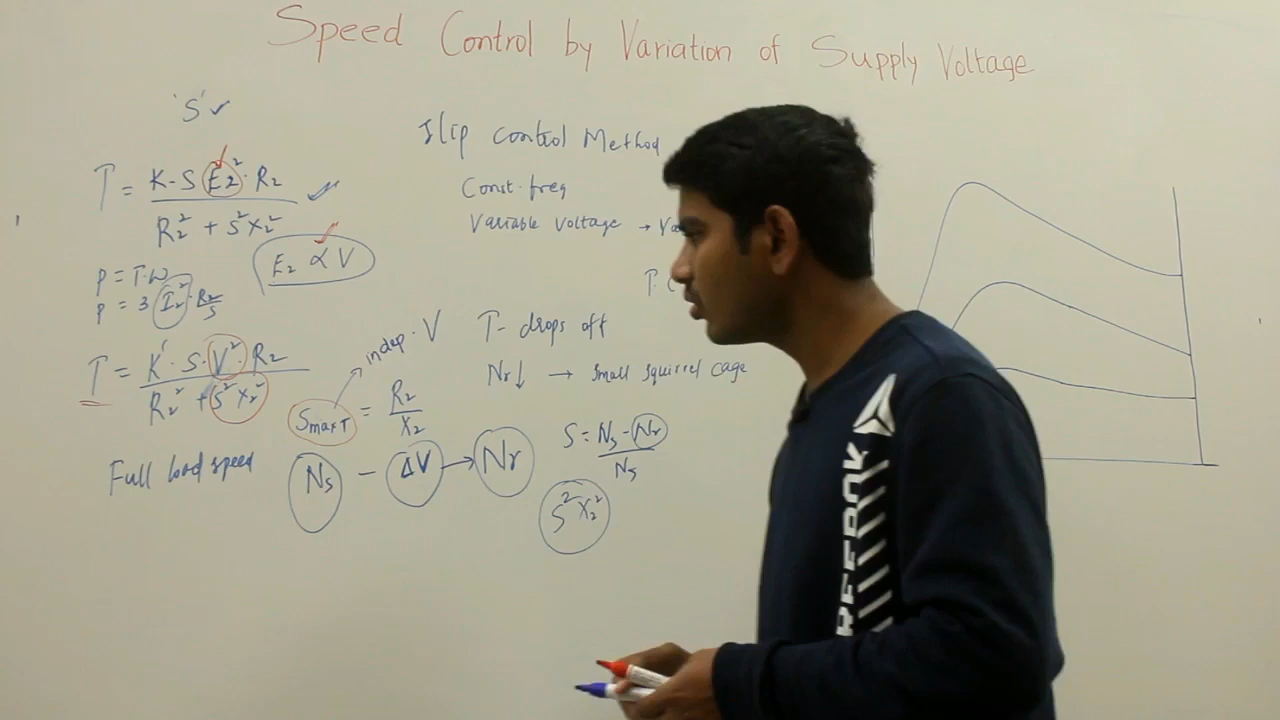 Speed Control by Variation of Supply Voltage
'S' ✓
T = K·S E2² · R2 / R2² + S²X2² ✓
E2 ∝ V
P = T·ω
P = 3 I2² · R2/S
T = K' · S · V² · R2 / R2² + S²X2²
Full load speed
Slip control Method
Const. freq
Variable Voltage →
indep. V
T - drops off
Nr↓ → Small squirrel cage
SmaxT = R2 / X2
S = Ns - Nr / Ns
Ns - ΔV → Nr
S²X2²
REEBOK